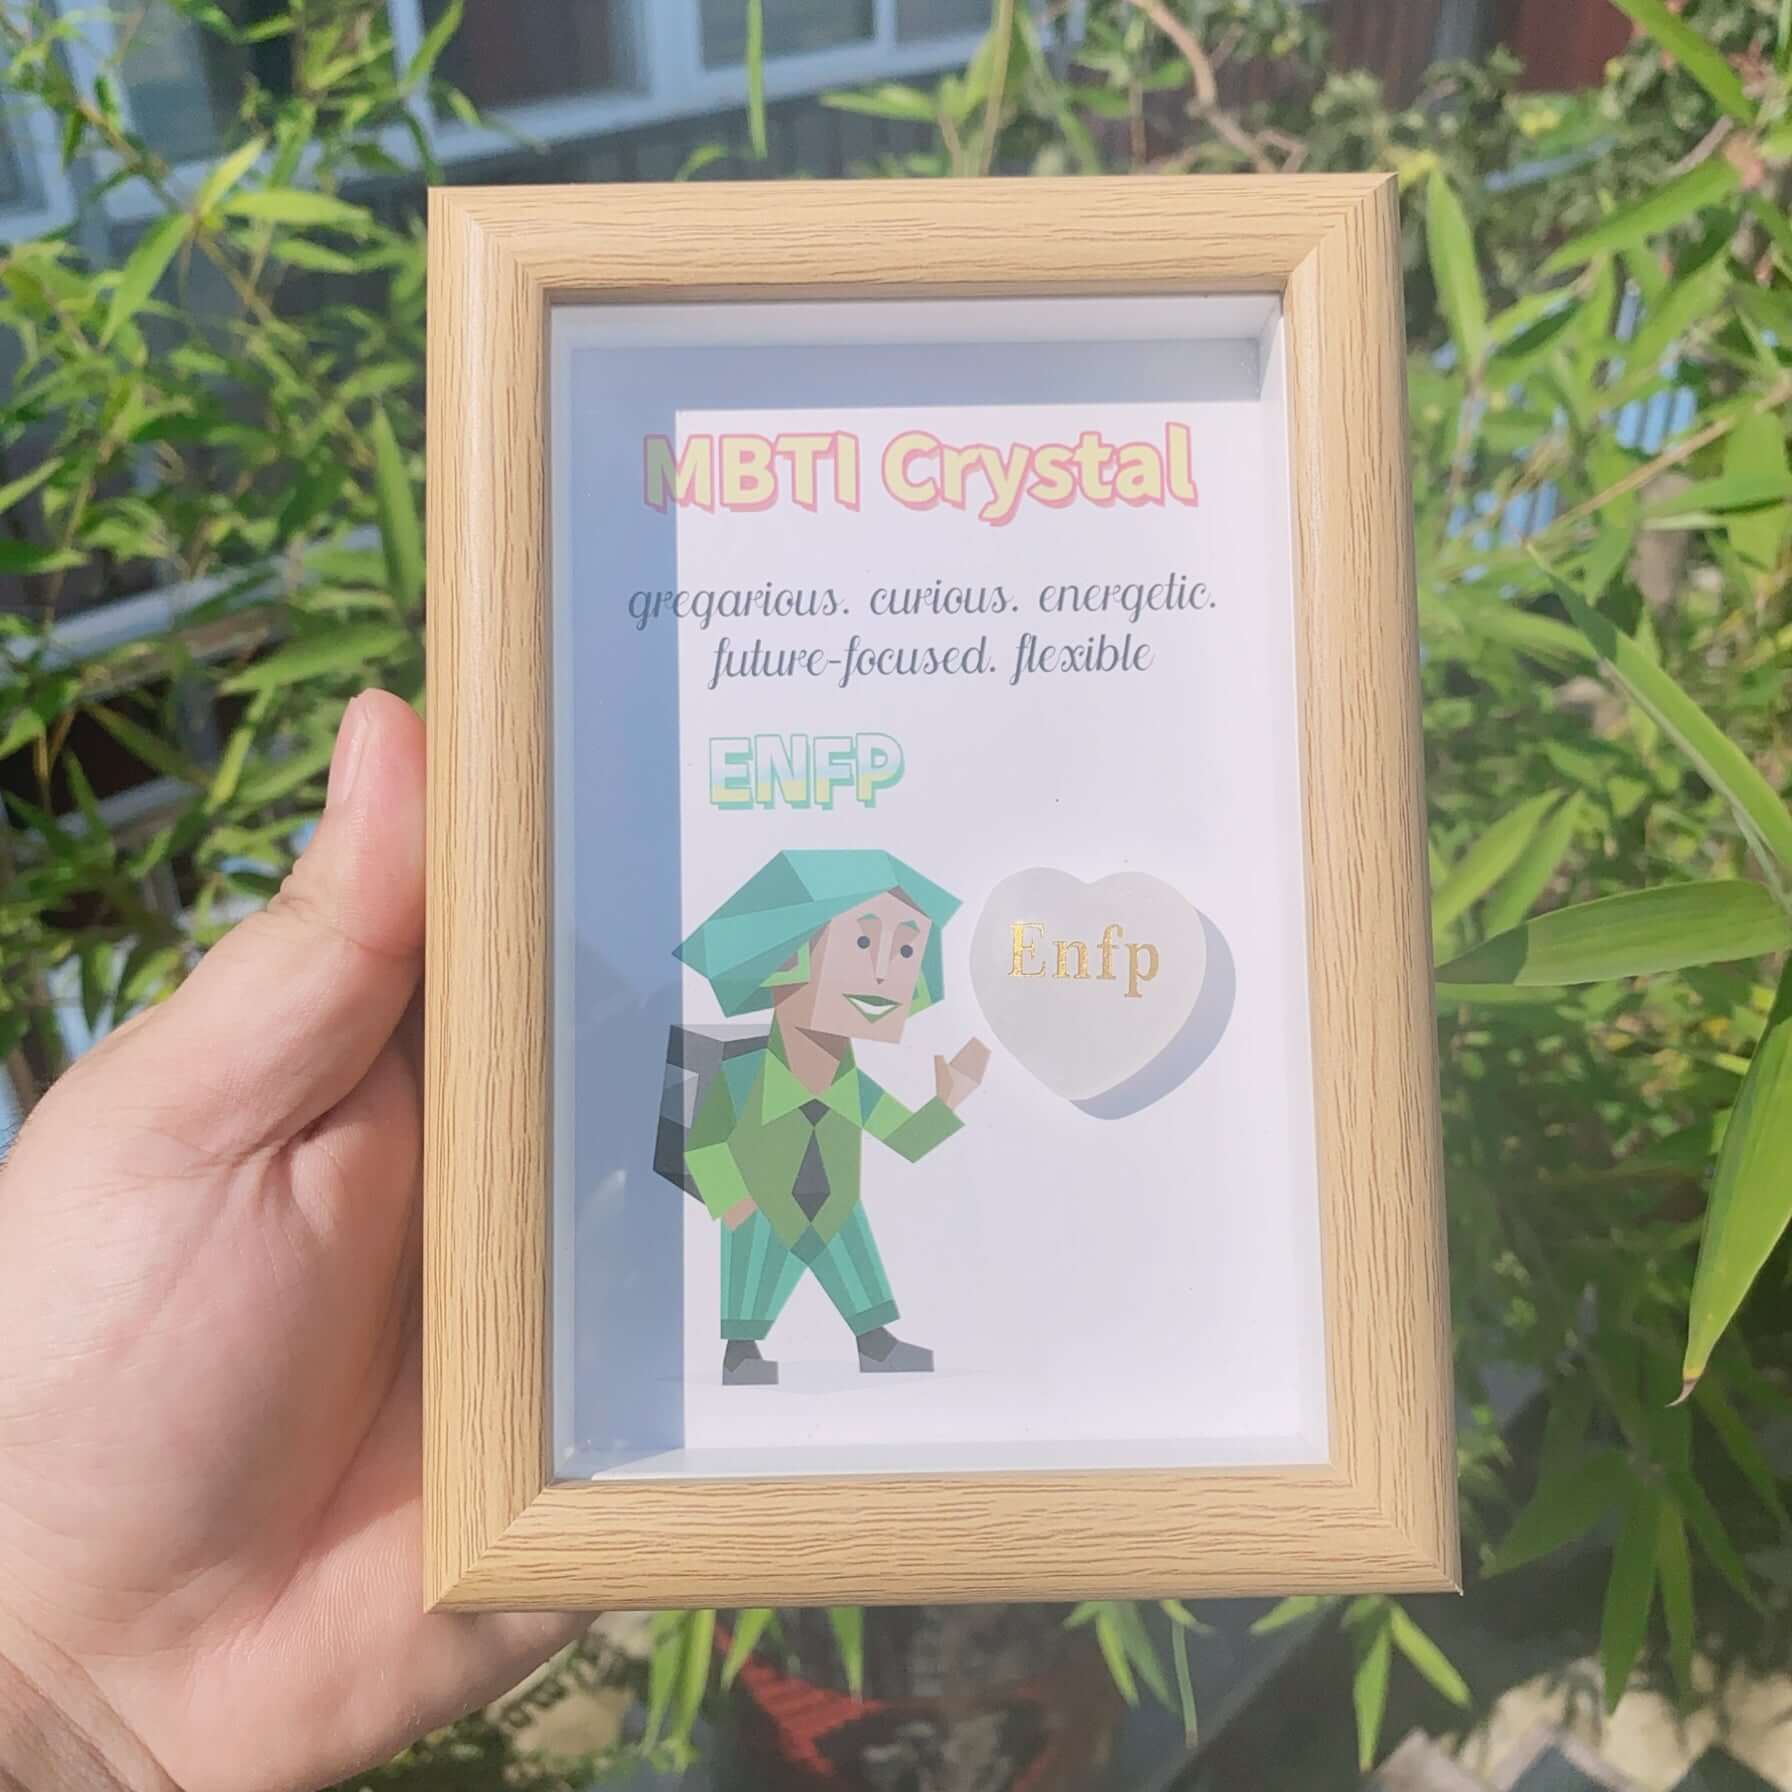 MBTI Crystal
gregarious. curious. energetic.
future-focused. flexible
ENFP
Enfp